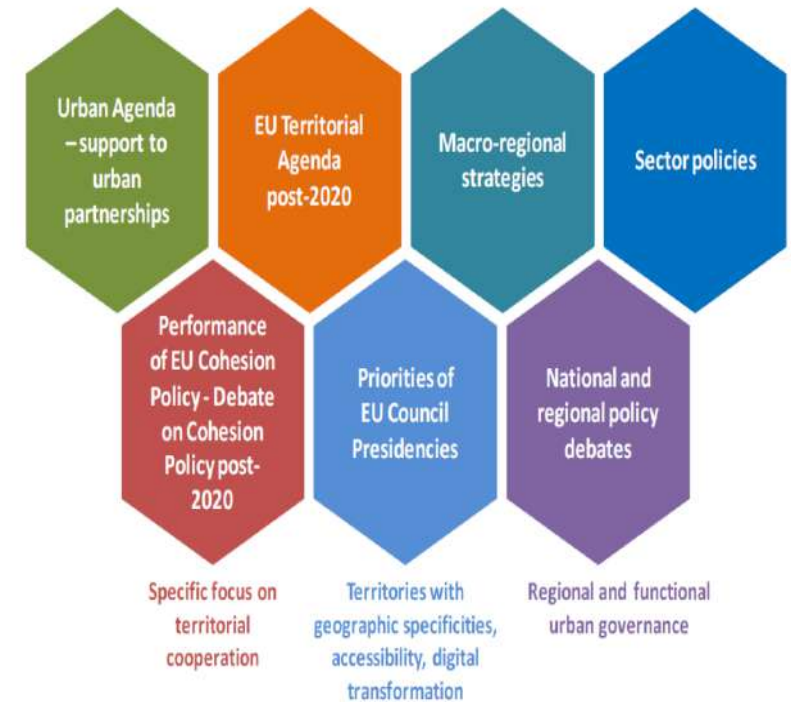 Urban Agenda
– support to
urban
partnerships
EU Territorial
Agenda
post-2020
Macro-regional
strategies
Sector policies
Performance
of EU Cohesion
Policy - Debate
on Cohesion
Policy post-
2020
Priorities of
EU Council
Presidencies
National and
regional policy
debates
Specific focus on
territorial
cooperation
Territories with
geographic specificities,
accessibility, digital
transformation
Regional and functional
urban governance